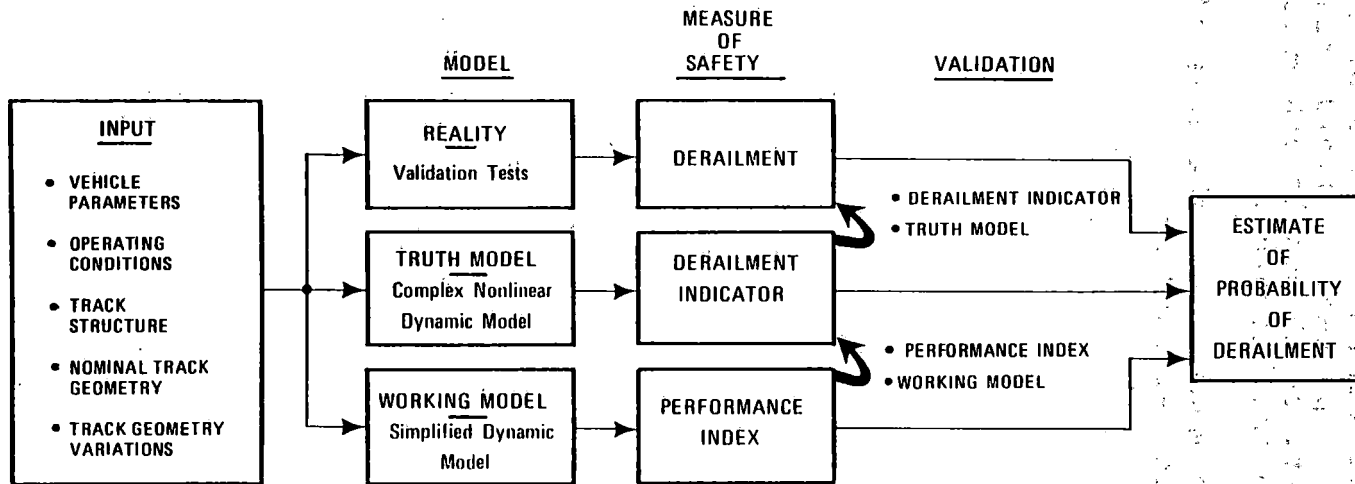 MEASURE
OF
SAFETY
MODEL
VALIDATION
INPUT
• VEHICLE
PARAMETERS
• OPERATING
CONDITIONS
• TRACK
STRUCTURE
• NOMINAL TRACK
GEOMETRY
• TRACK GEOMETRY
VARIATIONS
REALITY
Validation Tests
TRUTH MODEL
Complex Nonlinear
Dynamic Model
WORKING MODEL
Simplified Dynamic
Model
DERAILMENT
DERAILMENT
INDICATOR
PERFORMANCE
INDEX
• DERAILMENT INDICATOR
• TRUTH MODEL
• PERFORMANCE INDEX
• WORKING MODEL
ESTIMATE
OF
PROBABILITY
OF
DERAILMENT